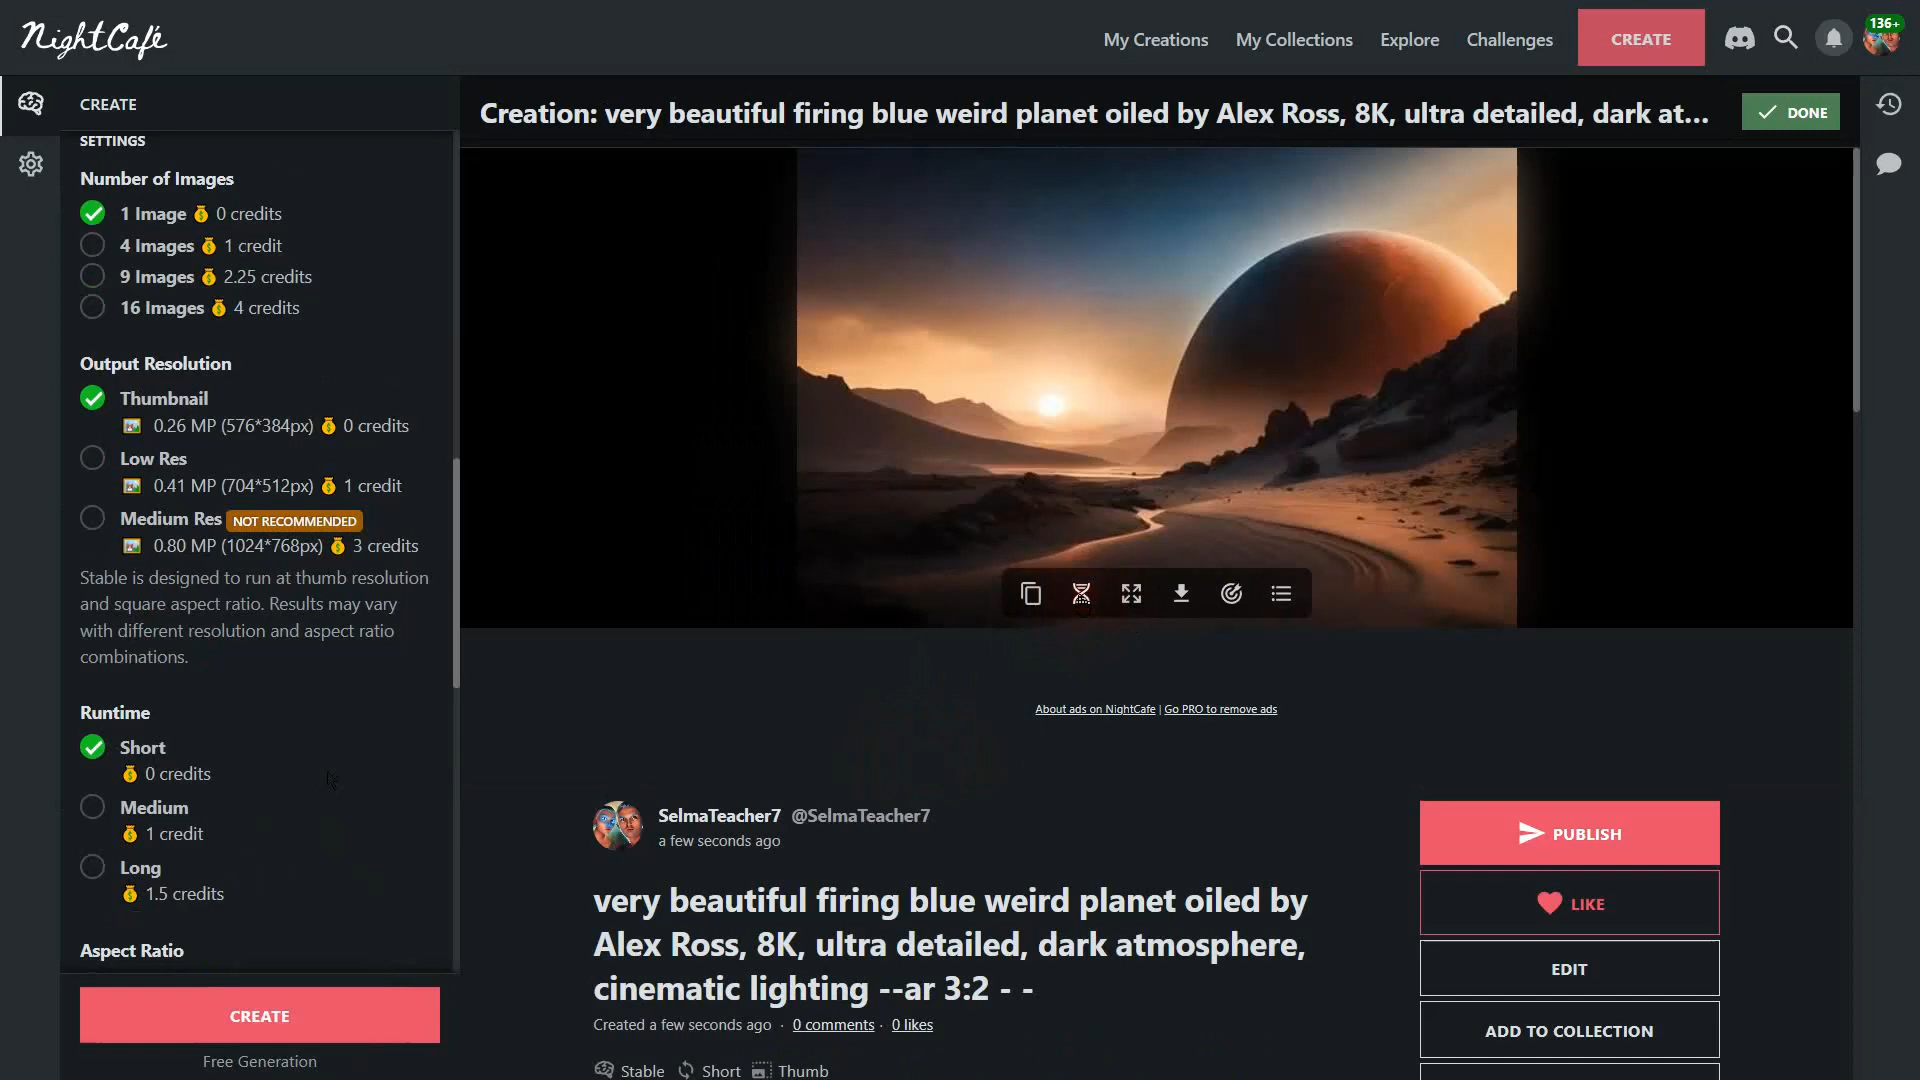 NightCafé
My Creations
My Collections
Explore
Challenges
CREATE
136+
CREATE
SETTINGS
Number of Images
1 Image 0 credits
4 Images 1 credit
9 Images 2.25 credits
16 Images 4 credits
Output Resolution
Thumbnail
0.26 MP (576*384px) 0 credits
Low Res
0.41 MP (704*512px) 1 credit
Medium Res NOT RECOMMENDED
0.80 MP (1024*768px) 3 credits
Stable is designed to run at thumb resolution
and square aspect ratio. Results may vary
with different resolution and aspect ratio
combinations.
Runtime
Short
0 credits
Medium
1 credit
Long
1.5 credits
Aspect Ratio
CREATE
Free Generation
Creation: very beautiful firing blue weird planet oiled by Alex Ross, 8K, ultra detailed, dark at...
DONE
About ads on NightCafe | Go PRO to remove ads
SelmaTeacher7 @SelmaTeacher7
a few seconds ago
very beautiful firing blue weird planet oiled by
Alex Ross, 8K, ultra detailed, dark atmosphere,
cinematic lighting --ar 3:2 - -
Created a few seconds ago · 0 comments · 0 likes
Stable Short Thumb
PUBLISH
LIKE
EDIT
ADD TO COLLECTION